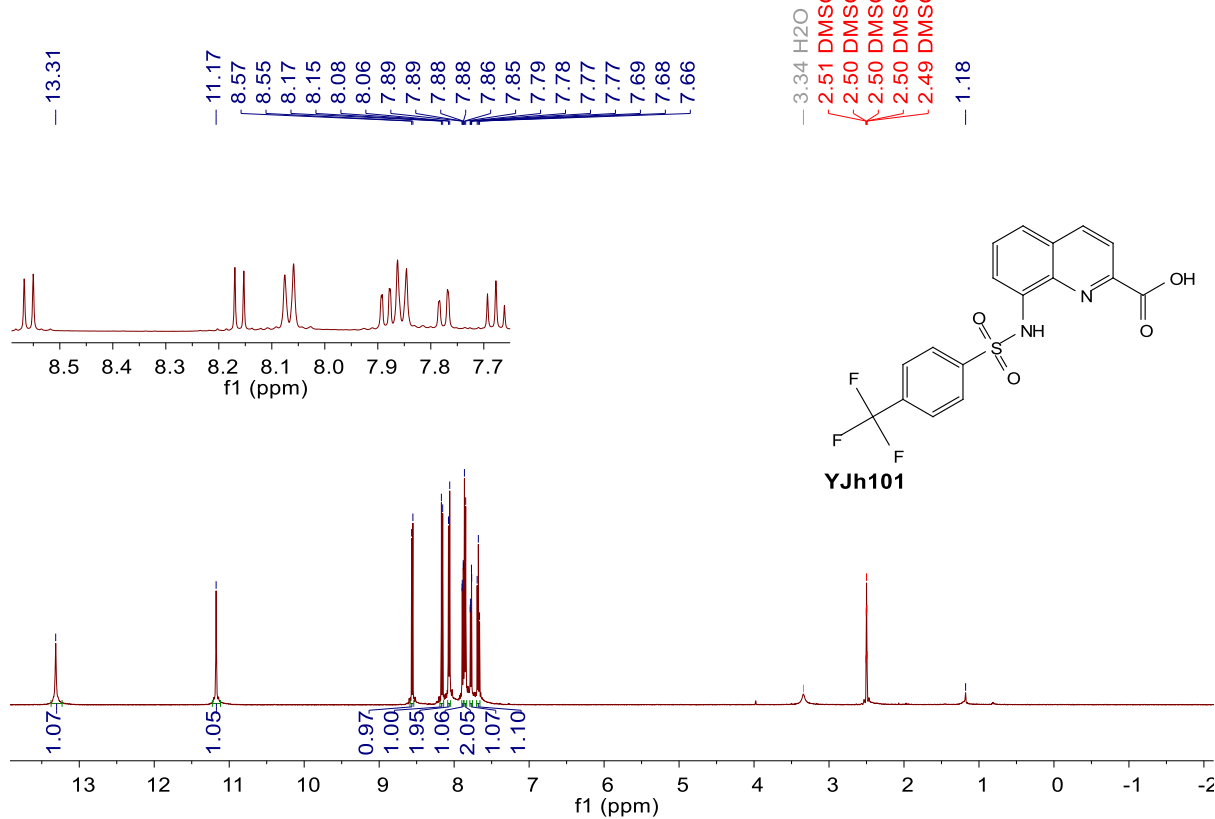 13.31
11.17
8.57
8.55
8.17
8.15
8.08
8.06
7.89
7.89
7.88
7.88
7.86
7.85
7.79
7.78
7.77
7.77
7.69
7.68
7.66
3.34 H2O
2.51 DMSO
2.50 DMSO
2.50 DMSO
2.50 DMSO
2.49 DMSO
1.18
8.5 8.4 8.3 8.2 8.1 8.0 7.9 7.8 7.7
f1 (ppm)
OH
N
O
O
NH
S
O
F
F
F
YJh101
1.07
1.05
0.97
1.00
1.95
1.06
2.05
1.07
1.10
13 12 11 10 9 8 7 6 5 4 3 2 1 0 -1 -2
f1 (ppm)